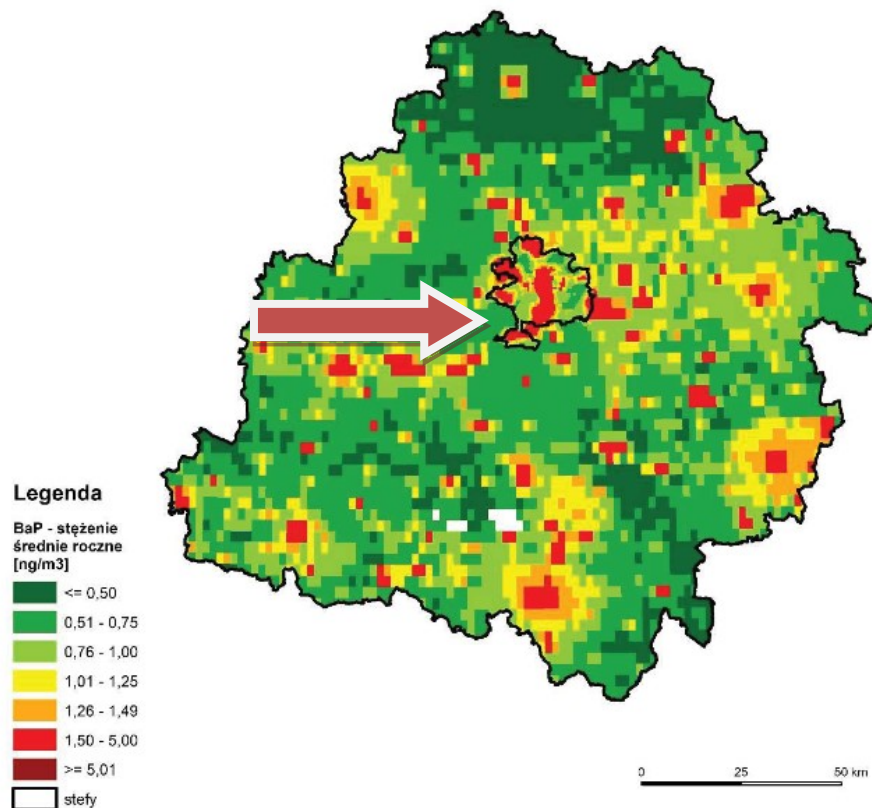 Legenda
BaP - stężenie
średnie roczne
[ng/m3]
<= 0,50
0,51 - 0,75
0,76 - 1,00
1,01 - 1,25
1,26 - 1,49
1,50 - 5,00
>= 5,01
stefy
0 25 50 km